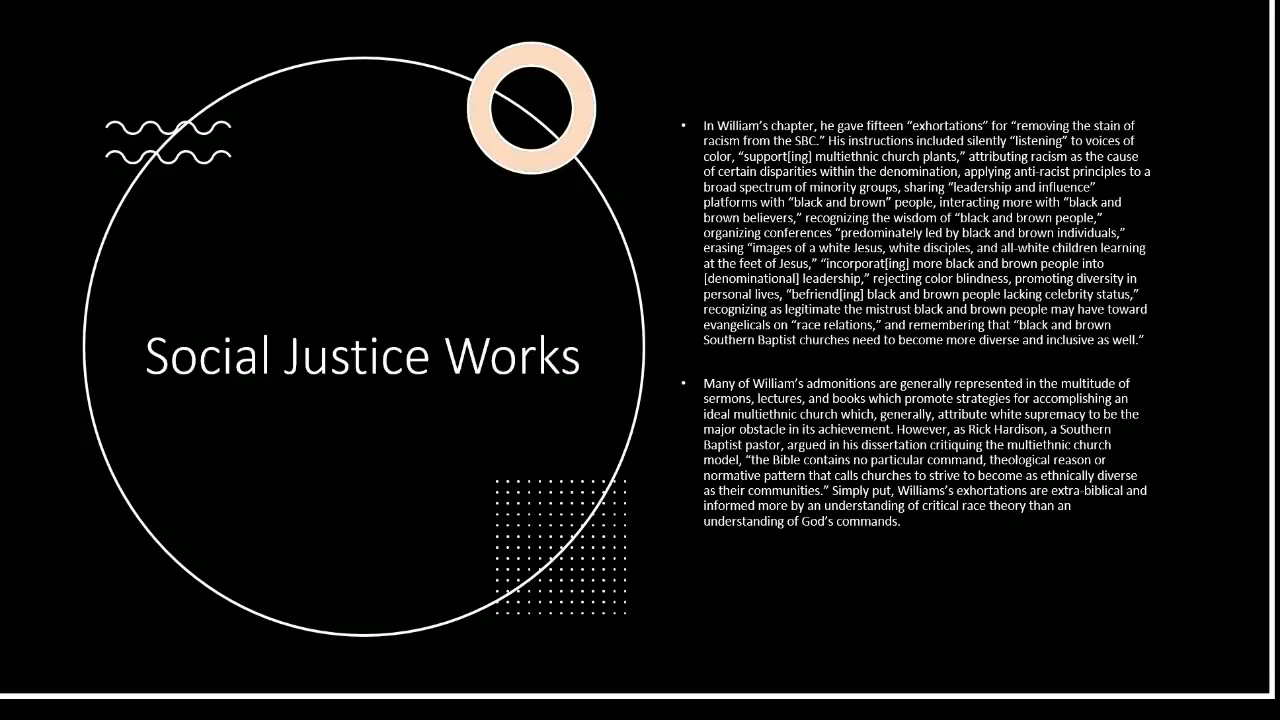 Social Justice Works
• In William’s chapter, he gave fifteen “exhortations” for “removing the stain of
racism from the SBC.” His instructions included silently “listening” to voices of
color, “support[ing] multiethnic church plants,” attributing racism as the cause
of certain disparities within the denomination, applying anti-racist principles to a
broad spectrum of minority groups, sharing “leadership and influence”
platforms with “black and brown” people, interacting more with “black and
brown believers,” recognizing the wisdom of “black and brown people,”
organizing conferences “predominately led by black and brown individuals,”
erasing “images of a white Jesus, white disciples, and all-white children learning
at the feet of Jesus,” “incorporat[ing] more black and brown people into
[denominational] leadership,” rejecting color blindness, promoting diversity in
personal lives, “befriend[ing] black and brown people lacking celebrity status,”
recognizing as legitimate the mistrust black and brown people may have toward
evangelicals on “race relations,” and remembering that “black and brown
Southern Baptist churches need to become more diverse and inclusive as well.”
• Many of William’s admonitions are generally represented in the multitude of
sermons, lectures, and books which promote strategies for accomplishing an
ideal multiethnic church which, generally, attribute white supremacy to be the
major obstacle in its achievement. However, as Rick Hardison, a Southern
Baptist pastor, argued in his dissertation critiquing the multiethnic church
model, “the Bible contains no particular command, theological reason or
normative pattern that calls churches to strive to become as ethnically diverse
as their communities.” Simply put, Williams’s exhortations are extra-biblical and
informed more by an understanding of critical race theory than an
understanding of God’s commands.